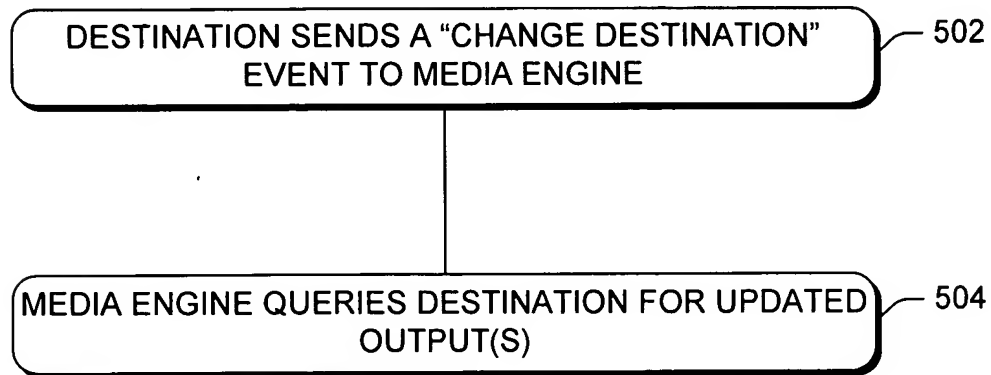 DESTINATION SENDS A “CHANGE DESTINATION”
EVENT TO MEDIA ENGINE
502
MEDIA ENGINE QUERIES DESTINATION FOR UPDATED
OUTPUT(S)
504